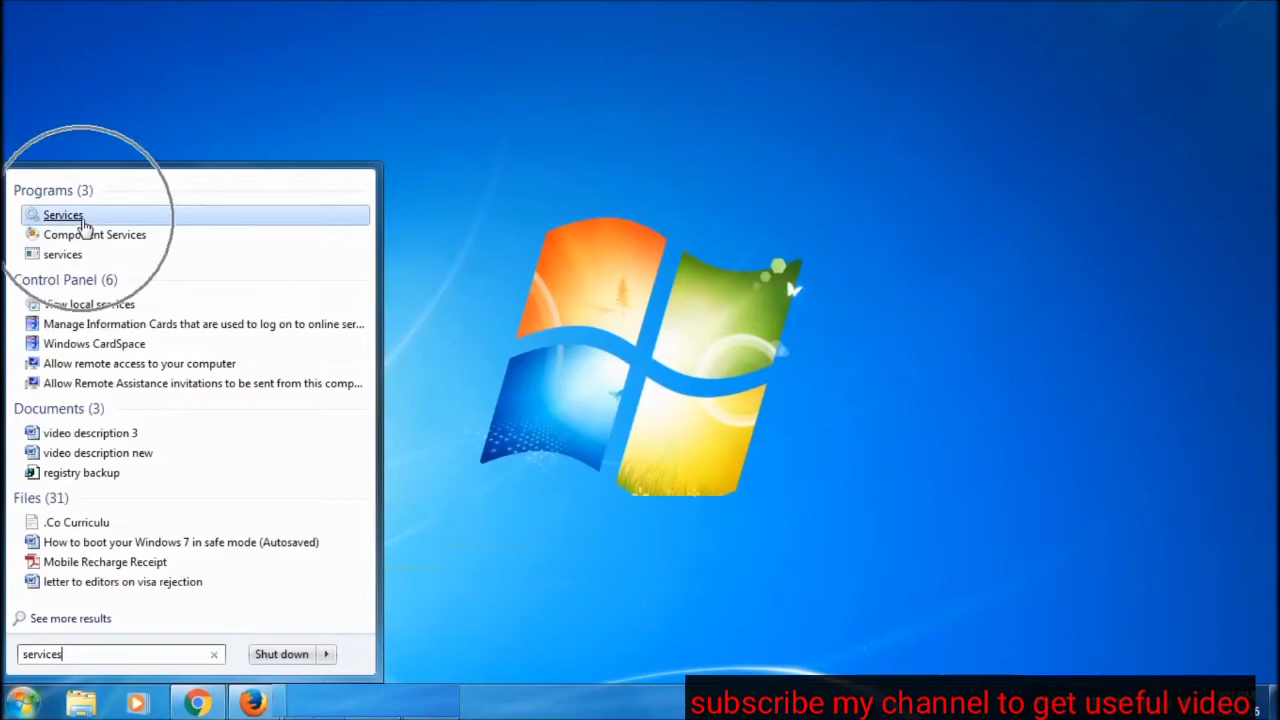 Programs (3)
Services
Component Services
services
Control Panel (6)
View local services
Manage Information Cards that are used to log on to online ser...
Windows CardSpace
Allow remote access to your computer
Allow Remote Assistance invitations to be sent from this comp...
Documents (3)
video description 3
video description new
registry backup
Files (31)
.Co Curriculu
How to boot your Windows 7 in safe mode (Autosaved)
Mobile Recharge Receipt
letter to editors on visa rejection
See more results
services
Shut down
subscribe my channel to get useful video